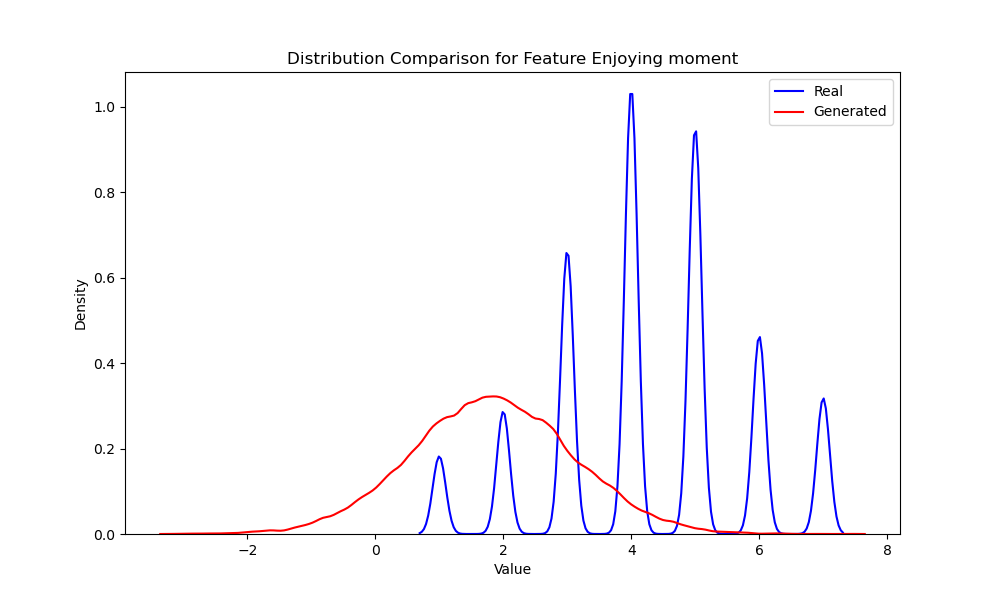 Distribution Comparison for Feature Enjoying moment
Real
Generated
1.0
0.8
0.6
0.4
0.2
0.0
Density
−2
0
2
4
6
8
Value